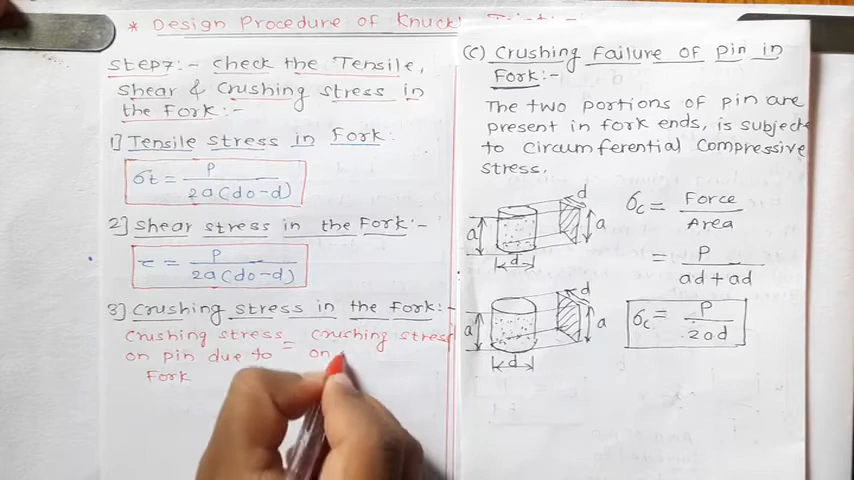 * Design Procedure of Knuckle Joint:-
Step7:- Check the Tensile,
Shear & Crushing stress in
the Fork:-
1] Tensile stress in Fork:
σt = P / 2a(do-d)
2] Shear stress in the Fork:-
τ = P / 2a(do-d)
3] Crushing stress in the Fork:-
Crushing stress = Crushing stress
on pin due to on
Fork
(C) Crushing Failure of pin in
Fork:-
The two portions of pin are
present in fork ends, is subject
to Circumferential Compressive
stress.
d
a
a
d
σc = Force / Area
= P / ad+ad
d
a
a
d
σc = P / 2ad